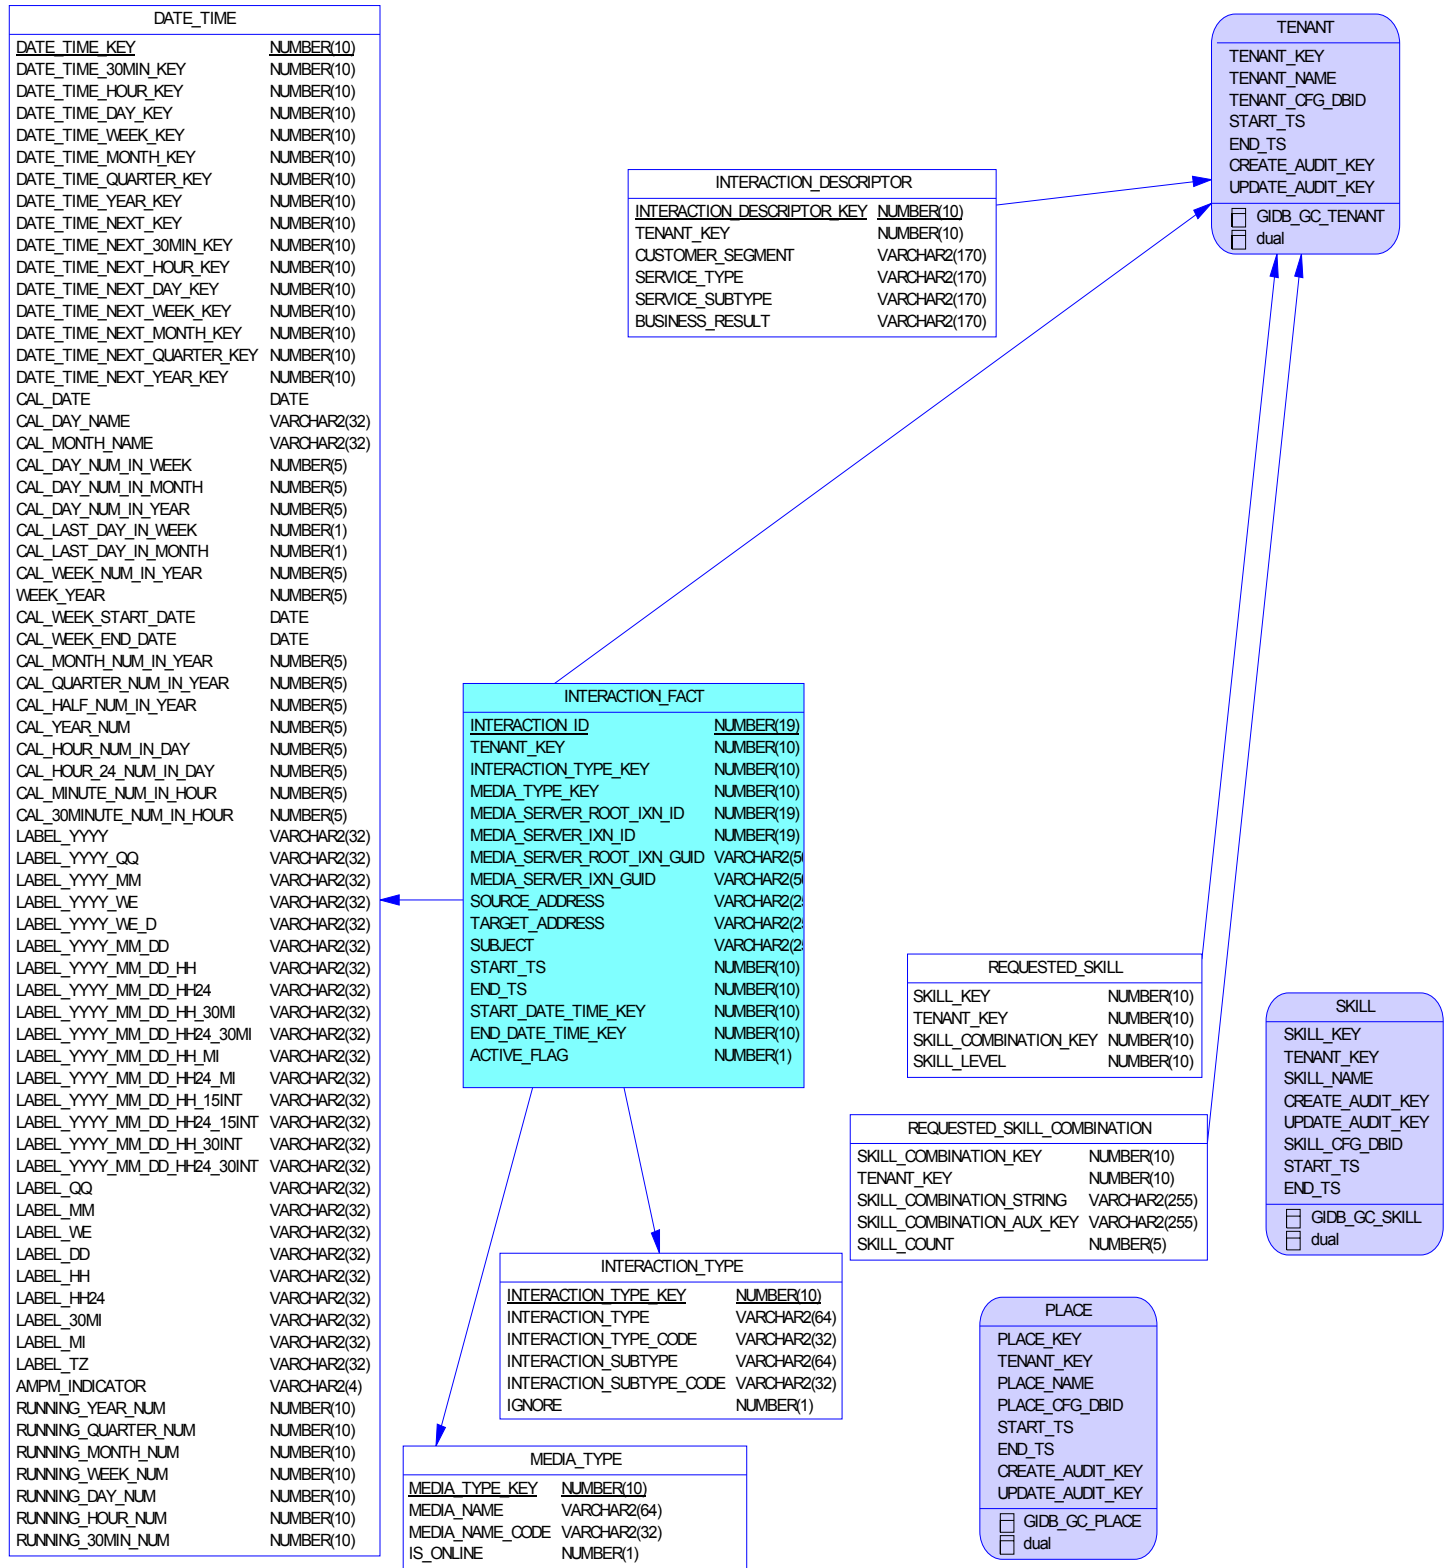 DATE_TIME
DATE_TIME_KEY NUMBER(10)
DATE_TIME_30MIN_KEY NUMBER(10)
DATE_TIME_HOUR_KEY NUMBER(10)
DATE_TIME_DAY_KEY NUMBER(10)
DATE_TIME_WEEK_KEY NUMBER(10)
DATE_TIME_MONTH_KEY NUMBER(10)
DATE_TIME_QUARTER_KEY NUMBER(10)
DATE_TIME_YEAR_KEY NUMBER(10)
DATE_TIME_NEXT_KEY NUMBER(10)
DATE_TIME_NEXT_30MIN_KEY NUMBER(10)
DATE_TIME_NEXT_HOUR_KEY NUMBER(10)
DATE_TIME_NEXT_DAY_KEY NUMBER(10)
DATE_TIME_NEXT_WEEK_KEY NUMBER(10)
DATE_TIME_NEXT_MONTH_KEY NUMBER(10)
DATE_TIME_NEXT_QUARTER_KEY NUMBER(10)
DATE_TIME_NEXT_YEAR_KEY NUMBER(10)
CAL_DATE DATE
CAL_DAY_NAME VARCHAR2(32)
CAL_MONTH_NAME VARCHAR2(32)
CAL_DAY_NUM_IN_WEEK NUMBER(5)
CAL_DAY_NUM_IN_MONTH NUMBER(5)
CAL_DAY_NUM_IN_YEAR NUMBER(5)
CAL_LAST_DAY_IN_WEEK NUMBER(1)
CAL_LAST_DAY_IN_MONTH NUMBER(1)
CAL_WEEK_NUM_IN_YEAR NUMBER(5)
WEEK_YEAR NUMBER(5)
CAL_WEEK_START_DATE DATE
CAL_WEEK_END_DATE DATE
CAL_MONTH_NUM_IN_YEAR NUMBER(5)
CAL_QUARTER_NUM_IN_YEAR NUMBER(5)
CAL_HALF_NUM_IN_YEAR NUMBER(5)
CAL_YEAR_NUM NUMBER(5)
CAL_HOUR_NUM_IN_DAY NUMBER(5)
CAL_HOUR_24_NUM_IN_DAY NUMBER(5)
CAL_MINUTE_NUM_IN_HOUR NUMBER(5)
CAL_30MINUTE_NUM_IN_HOUR NUMBER(5)
LABEL_YYYY VARCHAR2(32)
LABEL_YYYY_QQ VARCHAR2(32)
LABEL_YYYY_MM VARCHAR2(32)
LABEL_YYYY_WE VARCHAR2(32)
LABEL_YYYY_WE_D VARCHAR2(32)
LABEL_YYYY_MM_DD VARCHAR2(32)
LABEL_YYYY_MM_DD_HH VARCHAR2(32)
LABEL_YYYY_MM_DD_HH24 VARCHAR2(32)
LABEL_YYYY_MM_DD_HH_30MI VARCHAR2(32)
LABEL_YYYY_MM_DD_HH24_30MI VARCHAR2(32)
LABEL_YYYY_MM_DD_HH_MI VARCHAR2(32)
LABEL_YYYY_MM_DD_HH24_MI VARCHAR2(32)
LABEL_YYYY_MM_DD_HH_15INT VARCHAR2(32)
LABEL_YYYY_MM_DD_HH24_15INT VARCHAR2(32)
LABEL_YYYY_MM_DD_HH_30INT VARCHAR2(32)
LABEL_YYYY_MM_DD_HH24_30INT VARCHAR2(32)
LABEL_QQ VARCHAR2(32)
LABEL_MM VARCHAR2(32)
LABEL_WE VARCHAR2(32)
LABEL_DD VARCHAR2(32)
LABEL_HH VARCHAR2(32)
LABEL_HH24 VARCHAR2(32)
LABEL_30MI VARCHAR2(32)
LABEL_MI VARCHAR2(32)
LABEL_TZ VARCHAR2(32)
AMPM_INDICATOR VARCHAR2(4)
RUNNING_YEAR_NUM NUMBER(10)
RUNNING_QUARTER_NUM NUMBER(10)
RUNNING_MONTH_NUM NUMBER(10)
RUNNING_WEEK_NUM NUMBER(10)
RUNNING_DAY_NUM NUMBER(10)
RUNNING_HOUR_NUM NUMBER(10)
RUNNING_30MIN_NUM NUMBER(10)
TENANT
TENANT_KEY
TENANT_NAME
TENANT_CFG_DBID
START_TS
END_TS
CREATE_AUDIT_KEY
UPDATE_AUDIT_KEY
GIDB_GC_TENANT
dual
INTERACTION_DESCRIPTOR
INTERACTION_DESCRIPTOR_KEY NUMBER(10)
TENANT_KEY NUMBER(10)
CUSTOMER_SEGMENT VARCHAR2(170)
SERVICE_TYPE VARCHAR2(170)
SERVICE_SUBTYPE VARCHAR2(170)
BUSINESS_RESULT VARCHAR2(170)
INTERACTION_FACT
INTERACTION_ID NUMBER(19)
TENANT_KEY NUMBER(10)
INTERACTION_TYPE_KEY NUMBER(10)
MEDIA_TYPE_KEY NUMBER(10)
MEDIA_SERVER_ROOT_IXN_ID NUMBER(19)
MEDIA_SERVER_IXN_ID NUMBER(19)
MEDIA_SERVER_ROOT_IXN_GUID VARCHAR2(5
MEDIA_SERVER_IXN_GUID VARCHAR2(5
SOURCE_ADDRESS VARCHAR2(2
TARGET_ADDRESS VARCHAR2(2
SUBJECT VARCHAR2(2
START_TS NUMBER(10)
END_TS NUMBER(10)
START_DATE_TIME_KEY NUMBER(10)
END_DATE_TIME_KEY NUMBER(10)
ACTIVE_FLAG NUMBER(1)
REQUESTED_SKILL
SKILL_KEY NUMBER(10)
TENANT_KEY NUMBER(10)
SKILL_COMBINATION_KEY NUMBER(10)
SKILL_LEVEL NUMBER(10)
SKILL
SKILL_KEY
TENANT_KEY
SKILL_NAME
CREATE_AUDIT_KEY
UPDATE_AUDIT_KEY
SKILL_CFG_DBID
START_TS
END_TS
GIDB_GC_SKILL
dual
REQUESTED_SKILL_COMBINATION
SKILL_COMBINATION_KEY NUMBER(10)
TENANT_KEY NUMBER(10)
SKILL_COMBINATION_STRING VARCHAR2(255)
SKILL_COMBINATION_AUX_KEY VARCHAR2(255)
SKILL_COUNT NUMBER(5)
INTERACTION_TYPE
INTERACTION_TYPE_KEY NUMBER(10)
INTERACTION_TYPE VARCHAR2(64)
INTERACTION_TYPE_CODE VARCHAR2(32)
INTERACTION_SUBTYPE VARCHAR2(64)
INTERACTION_SUBTYPE_CODE VARCHAR2(32)
IGNORE NUMBER(1)
PLACE
PLACE_KEY
TENANT_KEY
PLACE_NAME
PLACE_CFG_DBID
START_TS
END_TS
CREATE_AUDIT_KEY
UPDATE_AUDIT_KEY
GIDB_GC_PLACE
dual
MEDIA_TYPE
MEDIA_TYPE_KEY NUMBER(10)
MEDIA_NAME VARCHAR2(64)
MEDIA_NAME_CODE VARCHAR2(32)
IS_ONLINE NUMBER(1)